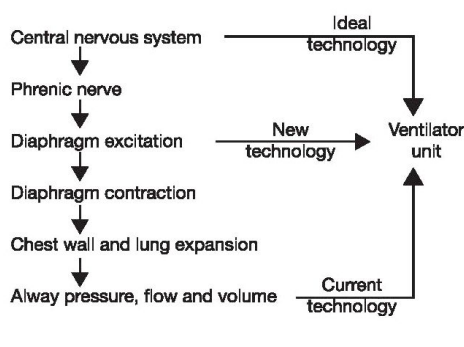 Ideal
technology
Central nervous system
Phrenic nerve
Diaphragm excitation
New
technology
Ventilator
unit
Diaphragm contraction
Chest wall and lung expansion
Alway pressure, flow and volume
Current
technology